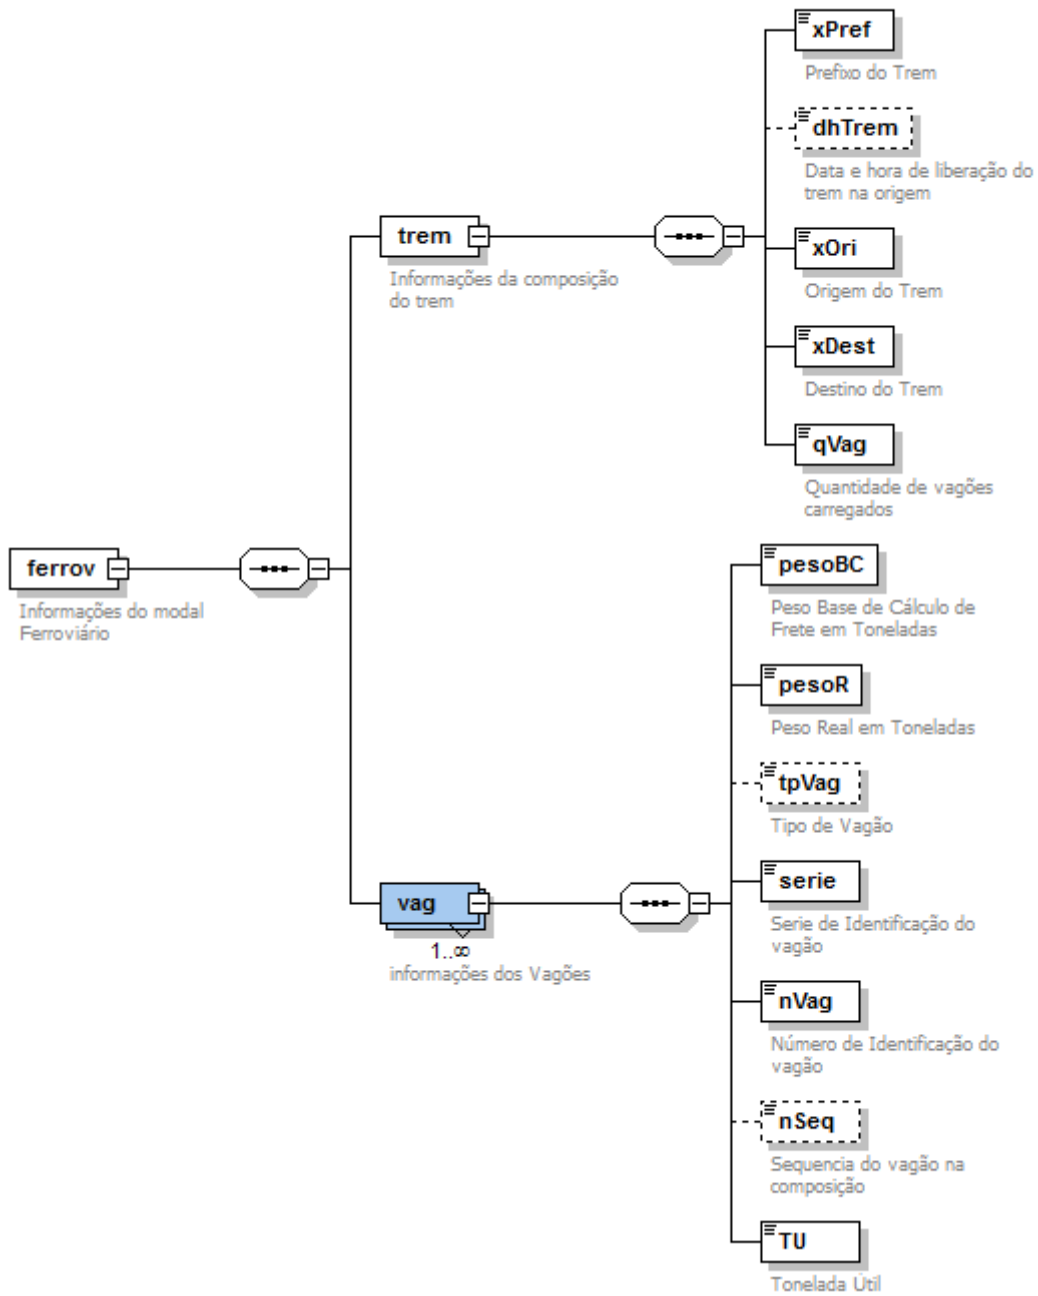 ferrov
Informações do modal
Ferroviário
trem
Informações da composição
do trem
xPref
Prefixo do Trem
dhTrem
Data e hora de liberação do
trem na origem
xOri
Origem do Trem
xDest
Destino do Trem
qVag
Quantidade de vagões
carregados
vag
1..∞
informações dos Vagões
pesoBC
Peso Base de Cálculo de
Frete em Toneladas
pesoR
Peso Real em Toneladas
tpVag
Tipo de Vagão
serie
Serie de Identificação do
vagão
nVag
Número de Identificação do
vagão
nSeq
Sequencia do vagão na
composição
TU
Tonelada Útil